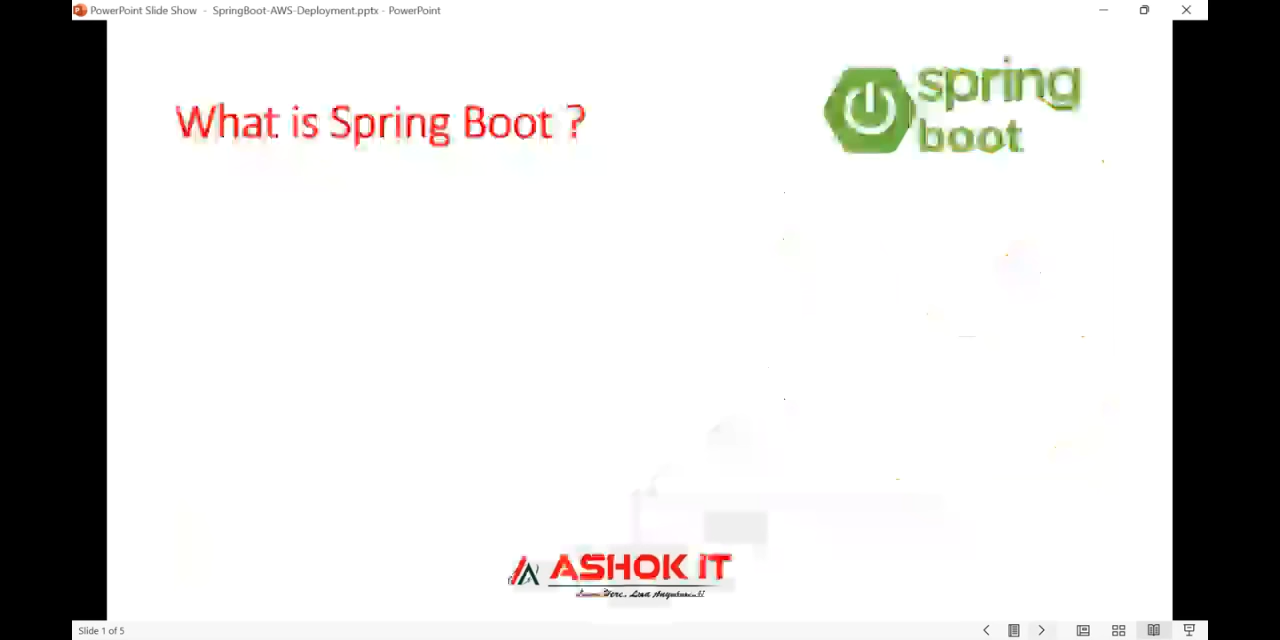 PowerPoint Slide Show - SpringBoot-AWS-Deployment.pptx - PowerPoint
What is Spring Boot ?
spring
boot
ASHOK IT
Slide 1 of 5